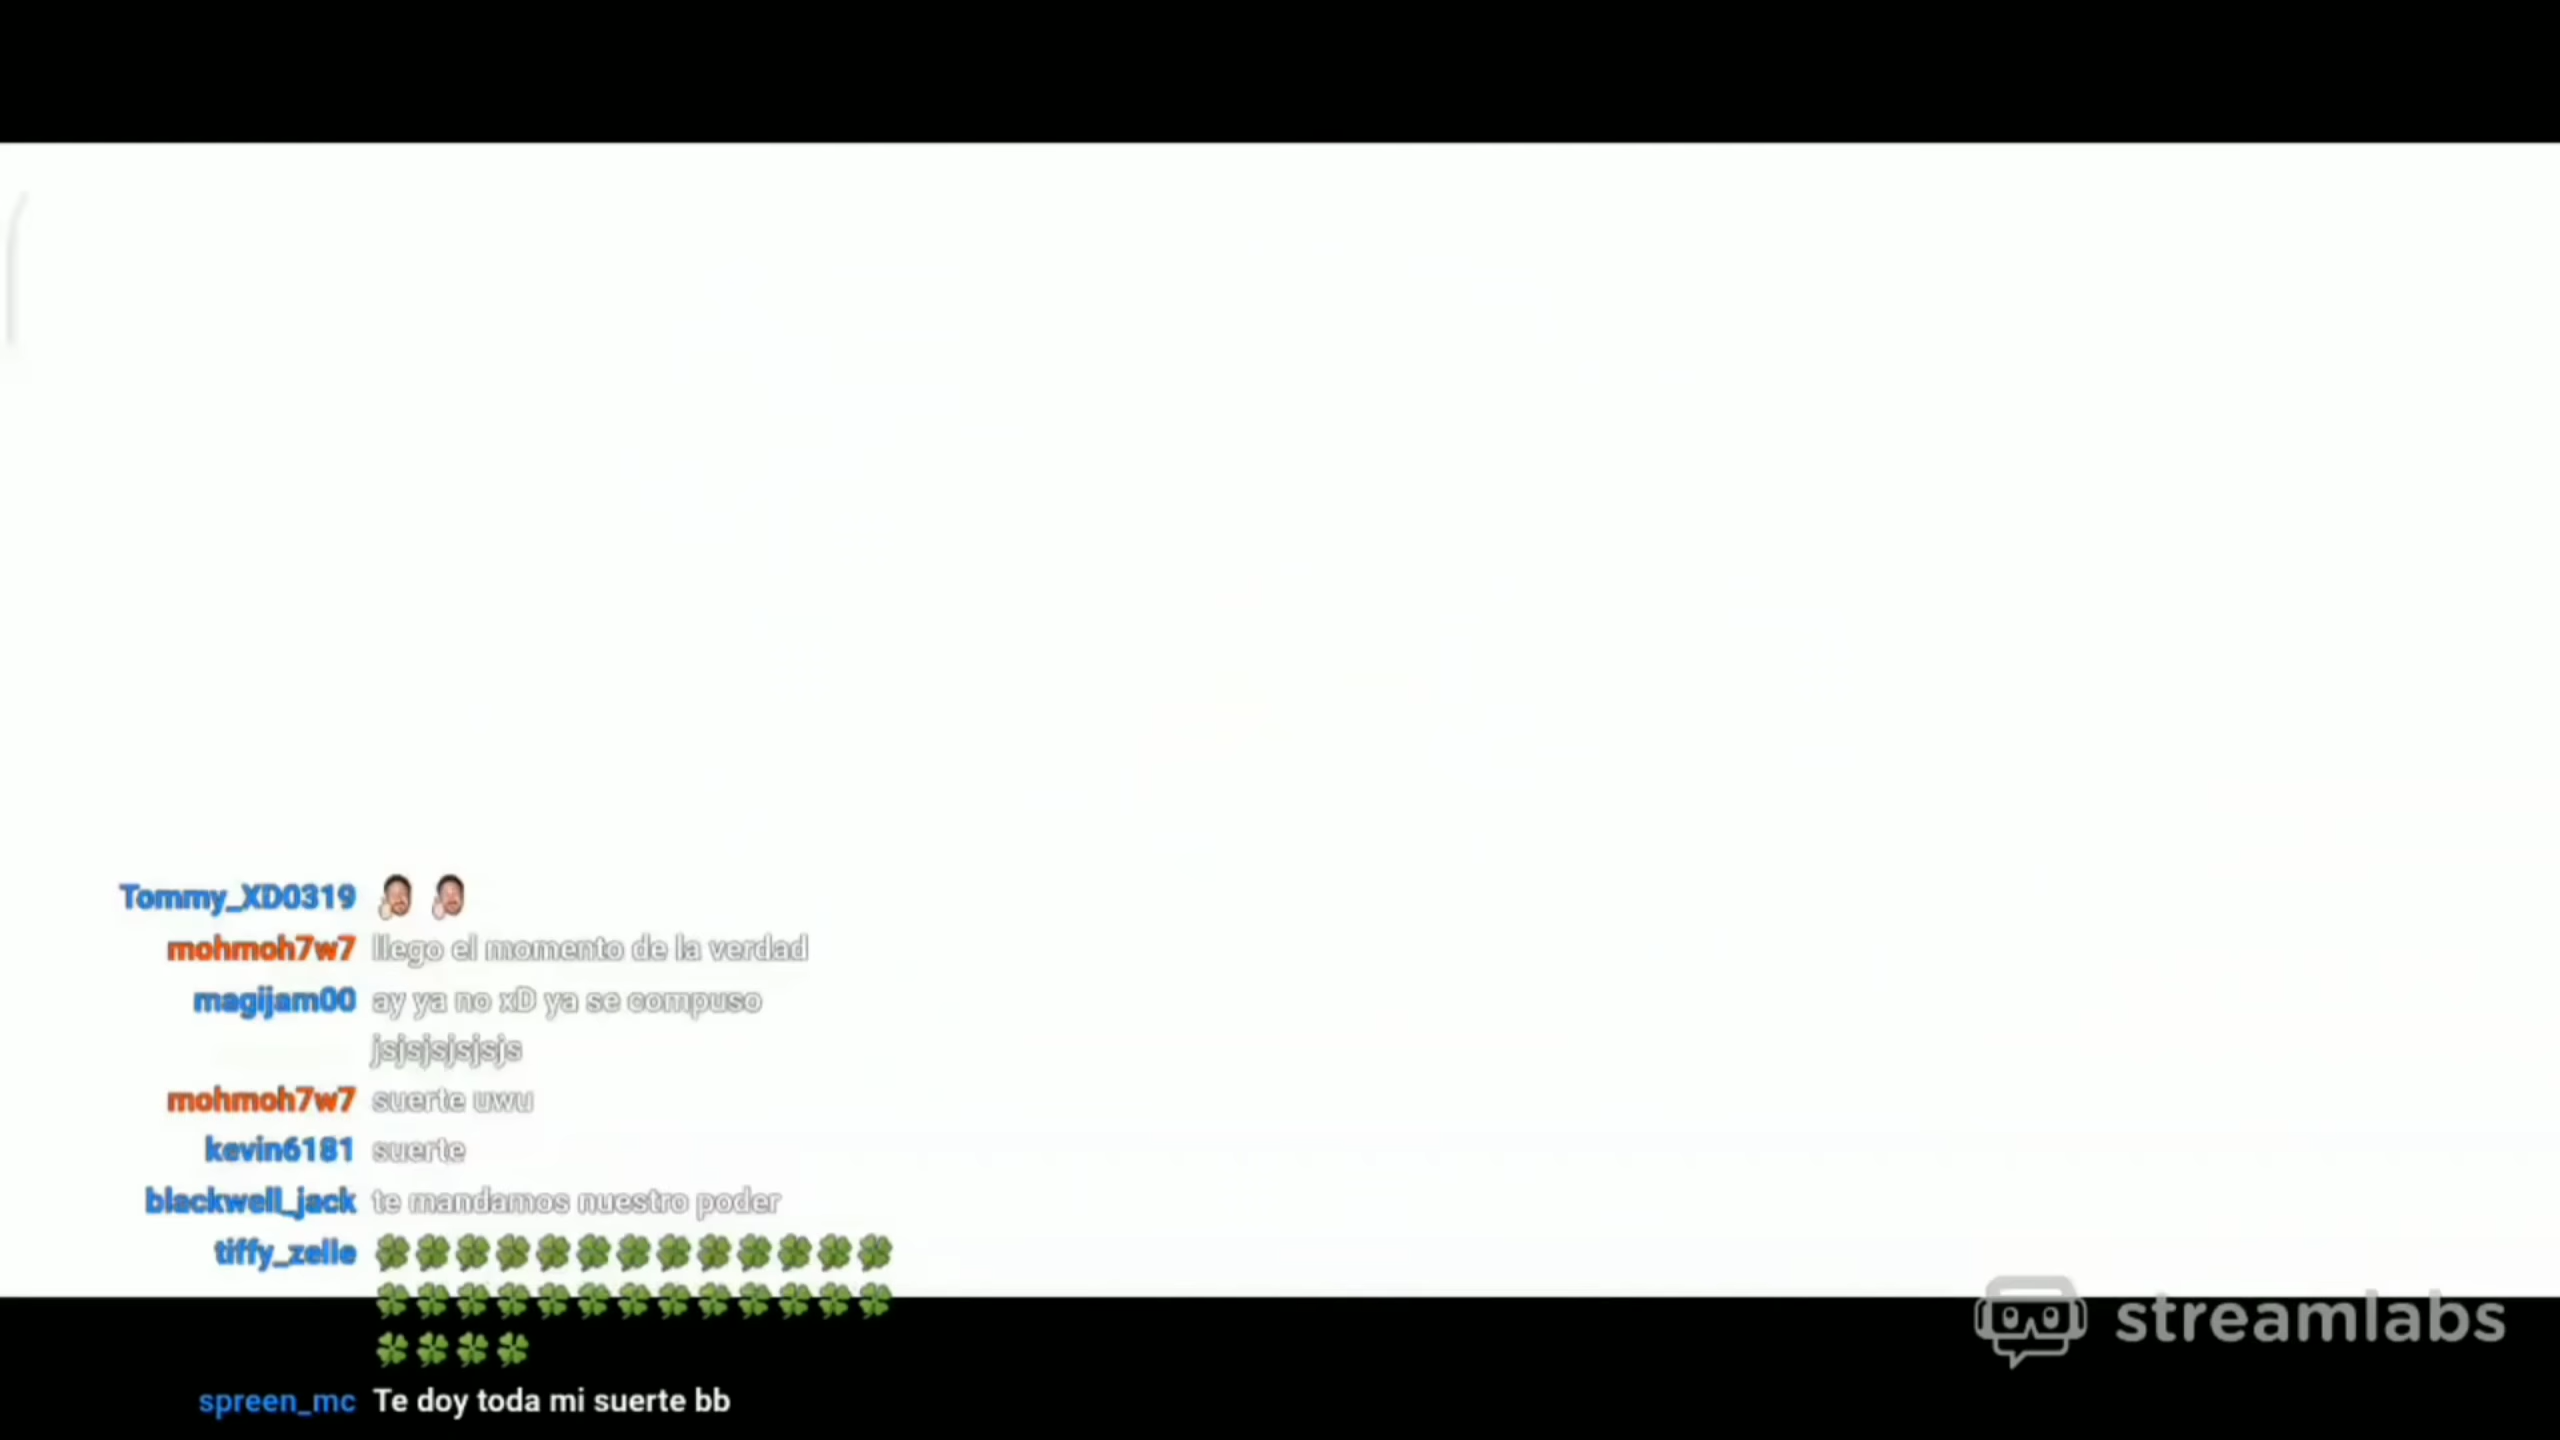 Tommy_XD0319
mohmoh7w7 llego el momento de la verdad
magijam00 ay ya no xD ya se compuso
jsjsjsjsjsjs
mohmoh7w7 suerte uwu
kevin6181 suerte
blackwell_jack te mandamos nuestro poder
tiffy_zelle 🍀🍀🍀🍀🍀🍀🍀🍀🍀🍀🍀🍀🍀
🍀🍀🍀🍀🍀🍀🍀🍀🍀🍀🍀🍀🍀
🍀🍀🍀🍀
spreen_mc Te doy toda mi suerte bb
streamlabs